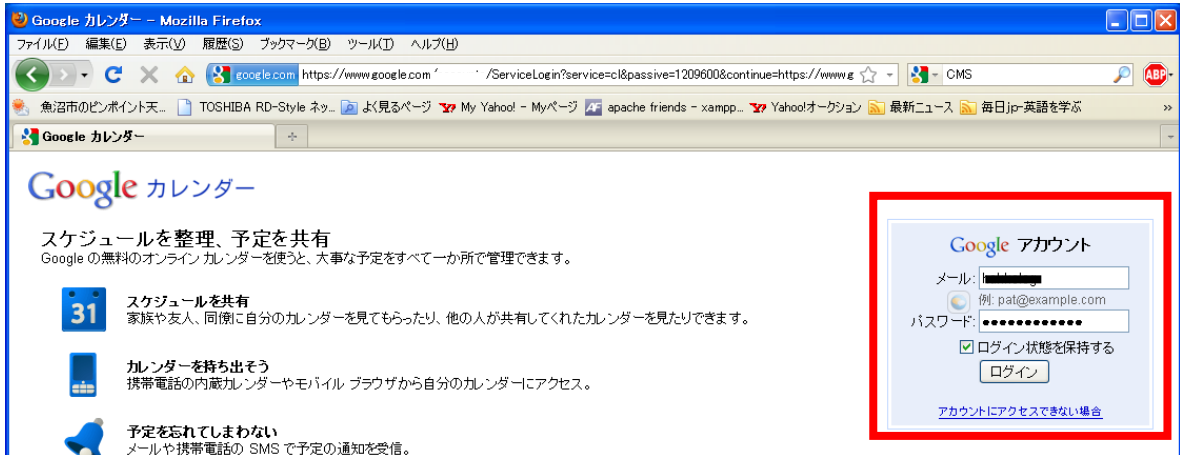 Google カレンダー - Mozilla Firefox
ファイル(F) 編集(E) 表示(V) 履歴(S) ブックマーク(B) ツール(T) ヘルプ(H)
google.com https://www.google.com /ServiceLogin?service=cl&passive=1209600&continue=https://www.g CMS ABP
魚沼市のピンポイント天... TOSHIBA RD-Style ネッ... よく見るページ My Yahoo! - Myページ apache friends - xampp... Yahoo!オークション 最新ニュース 毎日jp-英語を学ぶ »
Google カレンダー
Google カレンダー
スケジュールを整理、予定を共有
Google の無料のオンライン カレンダーを使うと、大事な予定をすべて一か所で管理できます。
31
スケジュールを共有
家族や友人、同僚に自分のカレンダーを見てもらったり、他の人が共有してくれたカレンダーを見たりできます。
カレンダーを持ち出そう
携帯電話の内蔵カレンダーやモバイル ブラウザから自分のカレンダーにアクセス。
予定を忘れてしまわない
メールや携帯電話の SMS で予定の通知を受信。
Google アカウント
メール:
例: pat@example.com
パスワード: ●●●●●●●●●●●●
ログイン状態を保持する
ログイン
アカウントにアクセスできない場合